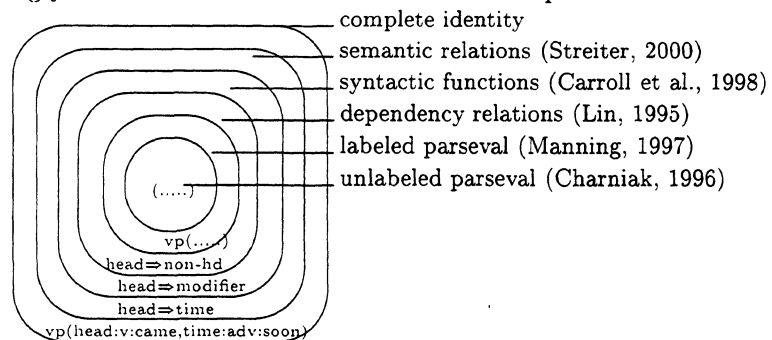 complete identity
semantic relations (Streiter, 2000)
syntactic functions (Carroll et al., 1998)
dependency relations (Lin, 1995)
labeled parseval (Manning, 1997)
unlabeled parseval (Charniak, 1996)
(.....)
vp(.....)
head⇒non-hd
head⇒modifier
head⇒time
vp(head:v:came,time:adv:soon)